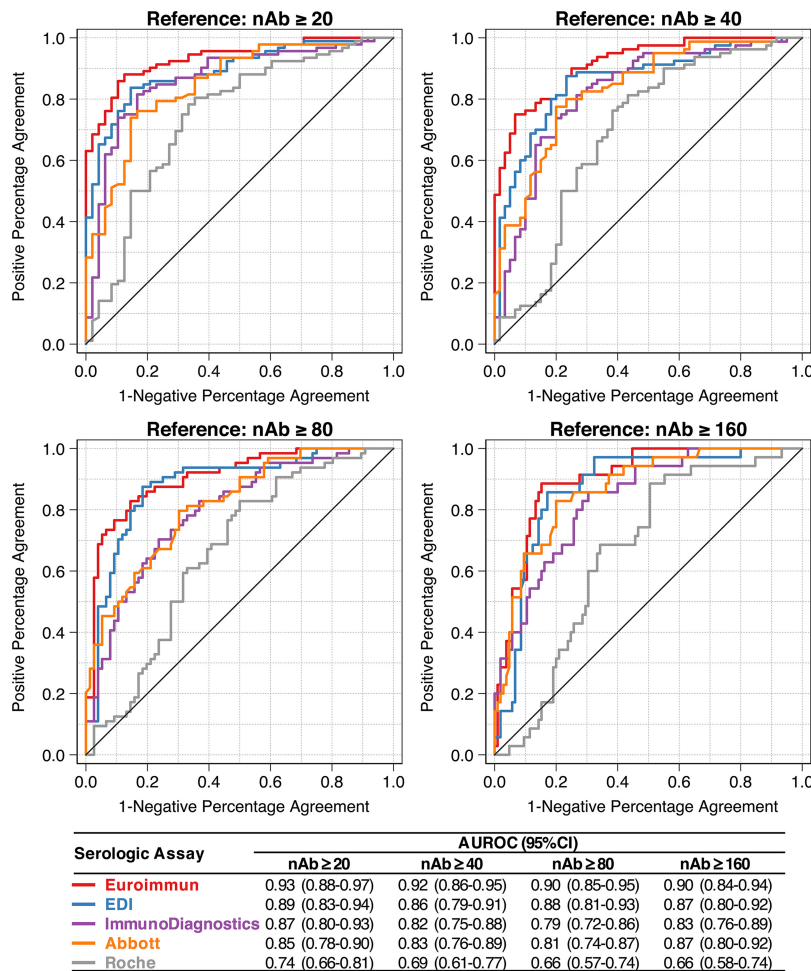 Reference: nAb ≥ 20
Reference: nAb ≥ 40
Positive Percentage Agreement
1.0
0.8
0.6
0.4
0.2
0.0
0.0 0.2 0.4 0.6 0.8 1.0
1-Negative Percentage Agreement
Positive Percentage Agreement
1.0
0.8
0.6
0.4
0.2
0.0
0.0 0.2 0.4 0.6 0.8 1.0
1-Negative Percentage Agreement
Reference: nAb ≥ 80
Reference: nAb ≥ 160
Positive Percentage Agreement
1.0
0.8
0.6
0.4
0.2
0.0
0.0 0.2 0.4 0.6 0.8 1.0
1-Negative Percentage Agreement
Positive Percentage Agreement
1.0
0.8
0.6
0.4
0.2
0.0
0.0 0.2 0.4 0.6 0.8 1.0
1-Negative Percentage Agreement
Serologic Assay AUROC (95%CI)
nAb ≥ 20 nAb ≥ 40 nAb ≥ 80 nAb ≥ 160
Euroimmun 0.93 (0.88-0.97) 0.92 (0.86-0.95) 0.90 (0.85-0.95) 0.90 (0.84-0.94)
EDI 0.89 (0.83-0.94) 0.86 (0.79-0.91) 0.88 (0.81-0.93) 0.87 (0.80-0.92)
ImmunoDiagnostics 0.87 (0.80-0.93) 0.82 (0.75-0.88) 0.79 (0.72-0.86) 0.83 (0.76-0.89)
Abbott 0.85 (0.78-0.90) 0.83 (0.76-0.89) 0.81 (0.74-0.87) 0.87 (0.80-0.92)
Roche 0.74 (0.66-0.81) 0.69 (0.61-0.77) 0.66 (0.57-0.74) 0.66 (0.58-0.74)